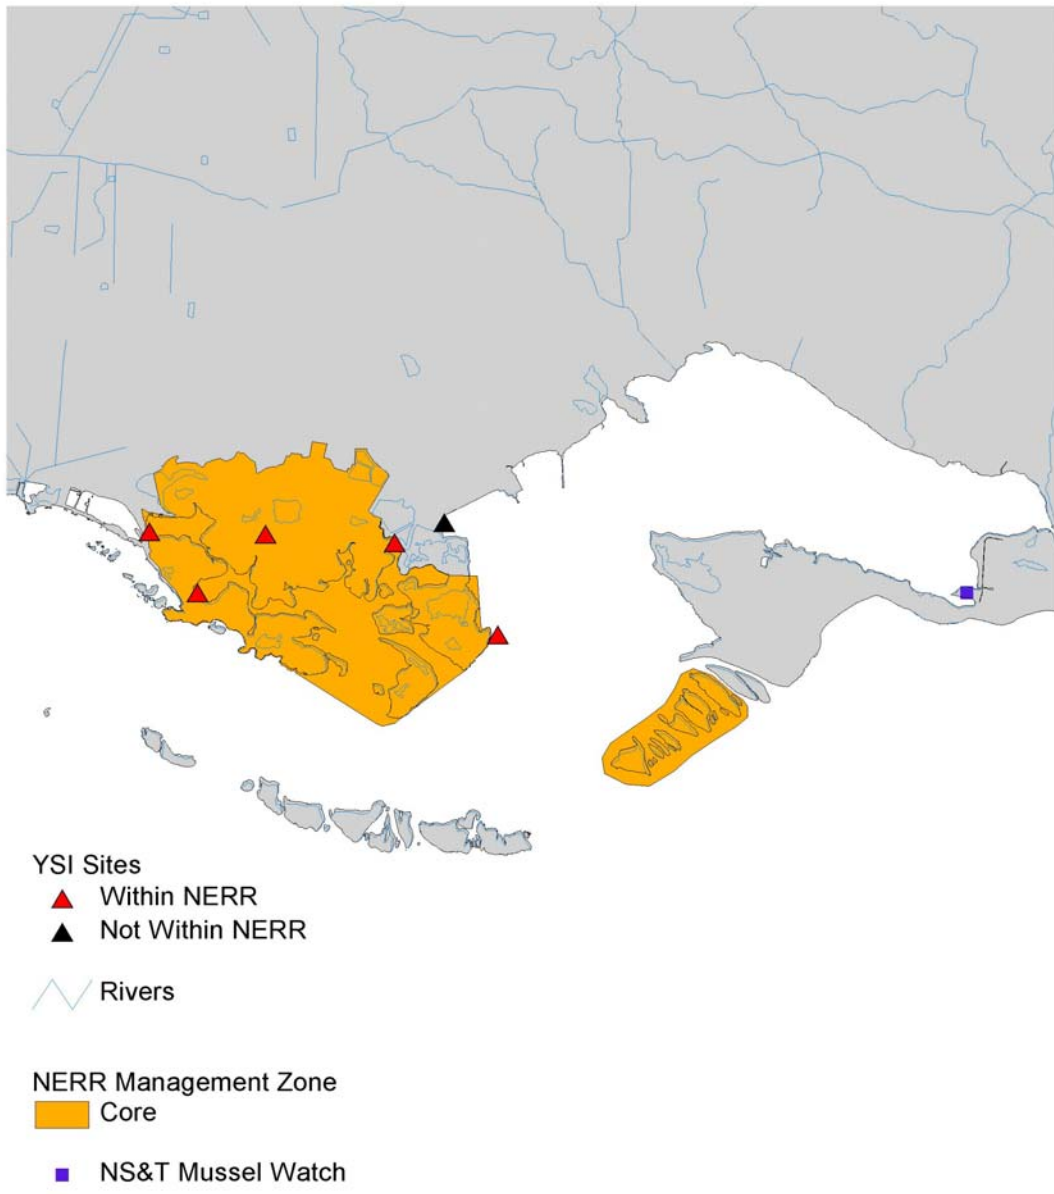 YSI Sites
Within NERR
Not Within NERR
Rivers
NERR Management Zone
Core
NS&T Mussel Watch